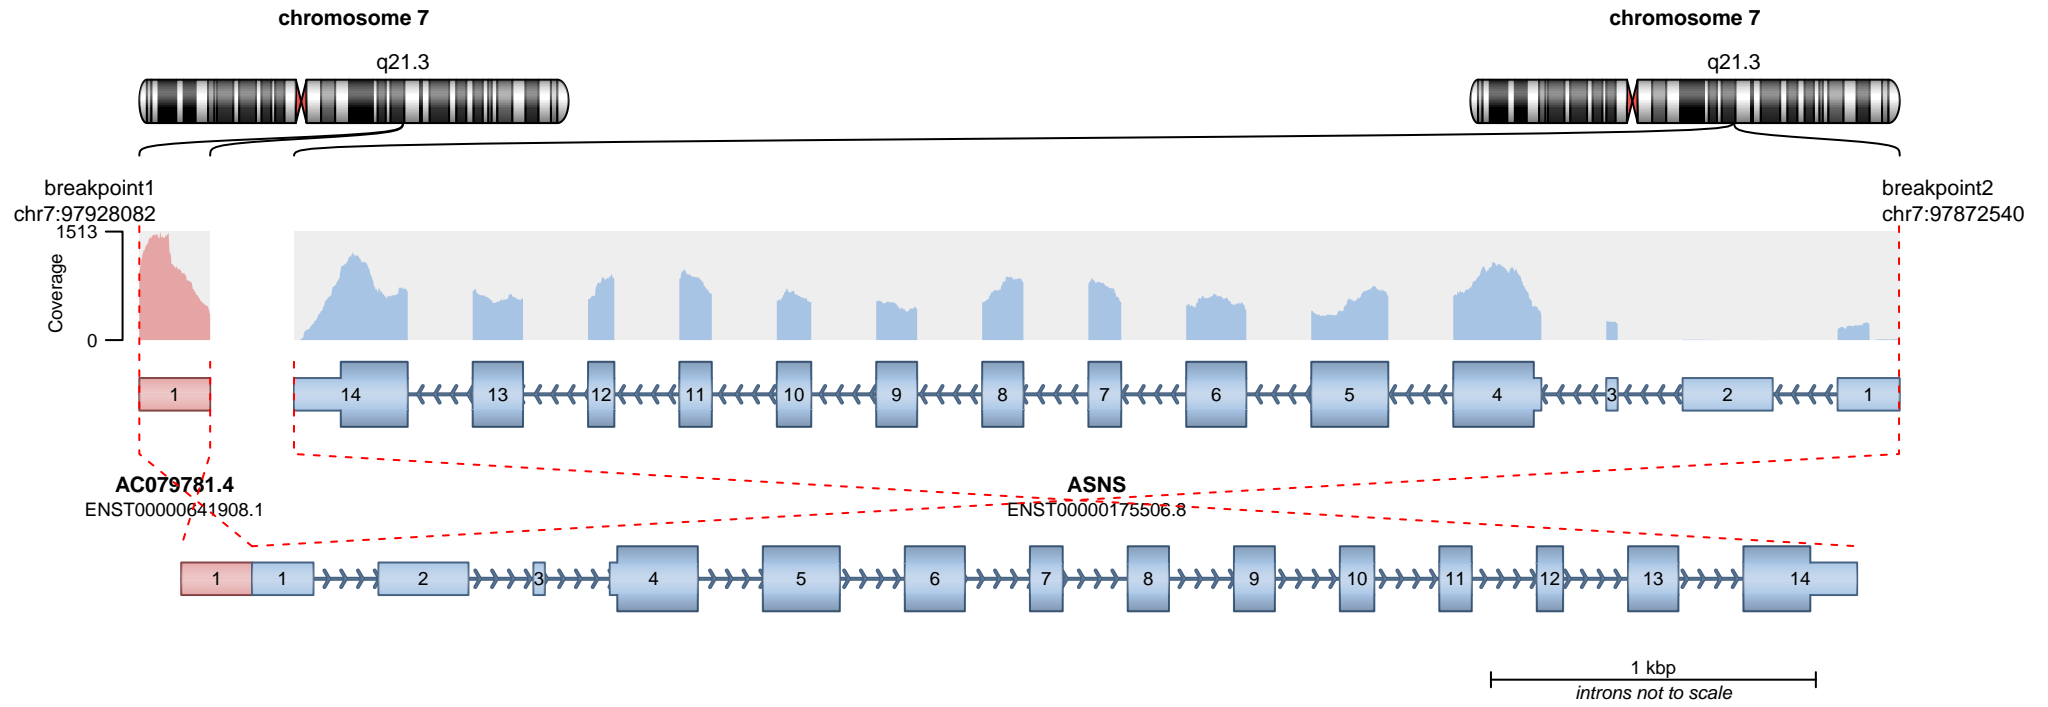 chromosome 7
chromosome 7
q21.3
q21.3
breakpoint1
chr7:97928082
breakpoint2
chr7:97872540
1513
Coverage
0
1
14
13
12
11
10
9
8
7
6
5
4
3
2
1
AC079781.4
ENST00000641908.1
ASNS
ENST00000175506.8
1
1
2
3
4
5
6
7
8
9
10
11
12
13
14
1 kbp
introns not to scale